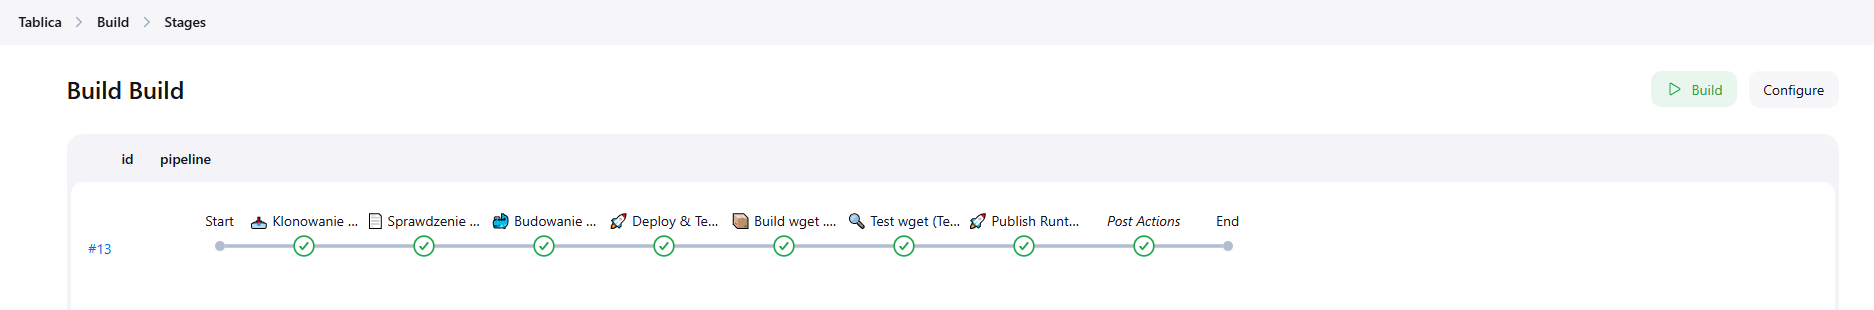 Tablica > Build > Stages
Build Build
Build
Configure
id pipeline
Start Klonowanie ... Sprawdzenie ... Budowanie ... Deploy & Te... Build wget .... Test wget (Te... Publish Runt... Post Actions End
#13